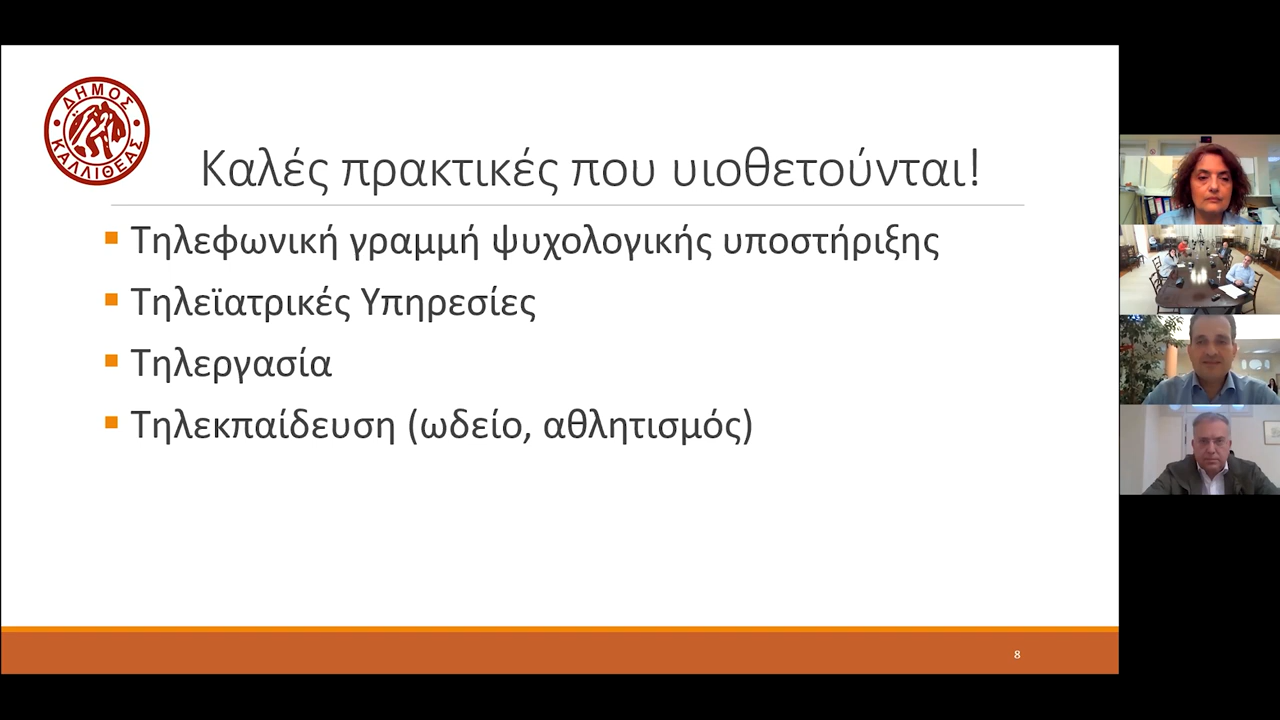 ΔΗΜΟΣ
ΚΑΛΛΙΘΕΑΣ
Καλές πρακτικές που υιοθετούνται!
▪ Τηλεφωνική γραμμή ψυχολογικής υποστήριξης
▪ Τηλεϊατρικές Υπηρεσίες
▪ Τηλεργασία
▪ Τηλεκπαίδευση (ωδείο, αθλητισμός)
8